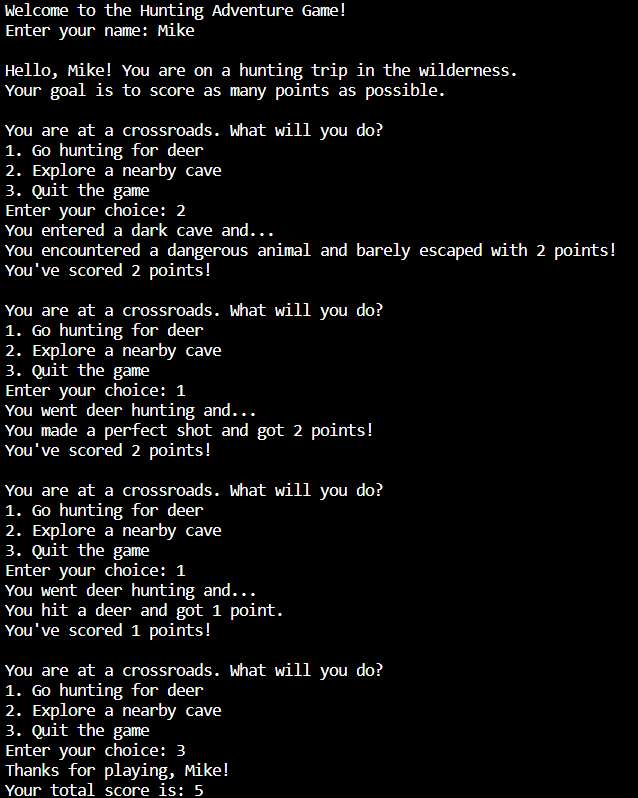 Welcome to the Hunting Adventure Game!
Enter your name: Mike

Hello, Mike! You are on a hunting trip in the wilderness.
Your goal is to score as many points as possible.

You are at a crossroads. What will you do?
1. Go hunting for deer
2. Explore a nearby cave
3. Quit the game
Enter your choice: 2
You entered a dark cave and...
You encountered a dangerous animal and barely escaped with 2 points!
You've scored 2 points!

You are at a crossroads. What will you do?
1. Go hunting for deer
2. Explore a nearby cave
3. Quit the game
Enter your choice: 1
You went deer hunting and...
You made a perfect shot and got 2 points!
You've scored 2 points!

You are at a crossroads. What will you do?
1. Go hunting for deer
2. Explore a nearby cave
3. Quit the game
Enter your choice: 1
You went deer hunting and...
You hit a deer and got 1 point.
You've scored 1 points!

You are at a crossroads. What will you do?
1. Go hunting for deer
2. Explore a nearby cave
3. Quit the game
Enter your choice: 3
Thanks for playing, Mike!
Your total score is: 5